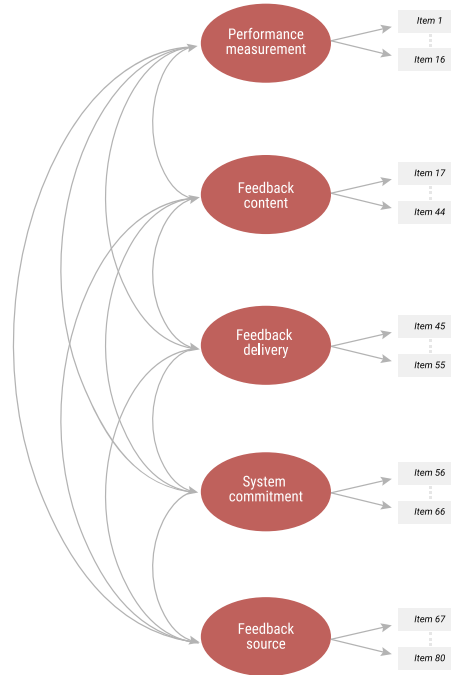 Performance
measurement
Item 1
Item 16
Feedback
content
Item 17
Item 44
Feedback
delivery
Item 45
Item 55
System
commitment
Item 56
Item 66
Feedback
source
Item 67
Item 80